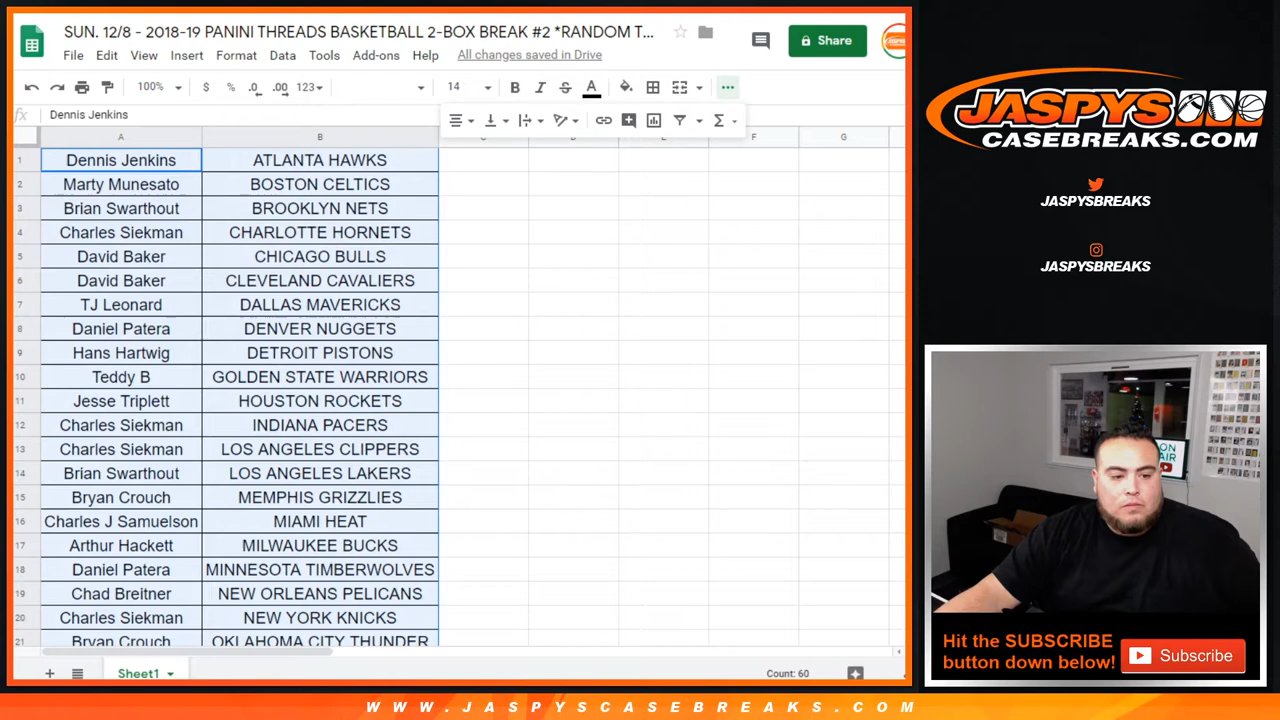 SUN. 12/8 - 2018-19 PANINI THREADS BASKETBALL 2-BOX BREAK #2 *RANDOM T...
File Edit View Insert Format Data Tools Add-ons Help All changes saved in Drive
Share
100% $ % .0 .00 123 14 B I S A
fx Dennis Jenkins
A B C D E F G
1 Dennis Jenkins ATLANTA HAWKS
2 Marty Munesato BOSTON CELTICS
3 Brian Swarthout BROOKLYN NETS
4 Charles Siekman CHARLOTTE HORNETS
5 David Baker CHICAGO BULLS
6 David Baker CLEVELAND CAVALIERS
7 TJ Leonard DALLAS MAVERICKS
8 Daniel Patera DENVER NUGGETS
9 Hans Hartwig DETROIT PISTONS
10 Teddy B GOLDEN STATE WARRIORS
11 Jesse Triplett HOUSTON ROCKETS
12 Charles Siekman INDIANA PACERS
13 Charles Siekman LOS ANGELES CLIPPERS
14 Brian Swarthout LOS ANGELES LAKERS
15 Bryan Crouch MEMPHIS GRIZZLIES
16 Charles J Samuelson MIAMI HEAT
17 Arthur Hackett MILWAUKEE BUCKS
18 Daniel Patera MINNESOTA TIMBERWOLVES
19 Chad Breitner NEW ORLEANS PELICANS
20 Charles Siekman NEW YORK KNICKS
21 Bryan Crouch OKLAHOMA CITY THUNDER
Sheet1 Count: 60
JASPYS
CASEBREAKS.COM
JASPYSBREAKS
JASPYSBREAKS
ON
AIR
Hit the SUBSCRIBE
button down below!
Subscribe
WWW.JASPYSCASEBREAKS.COM